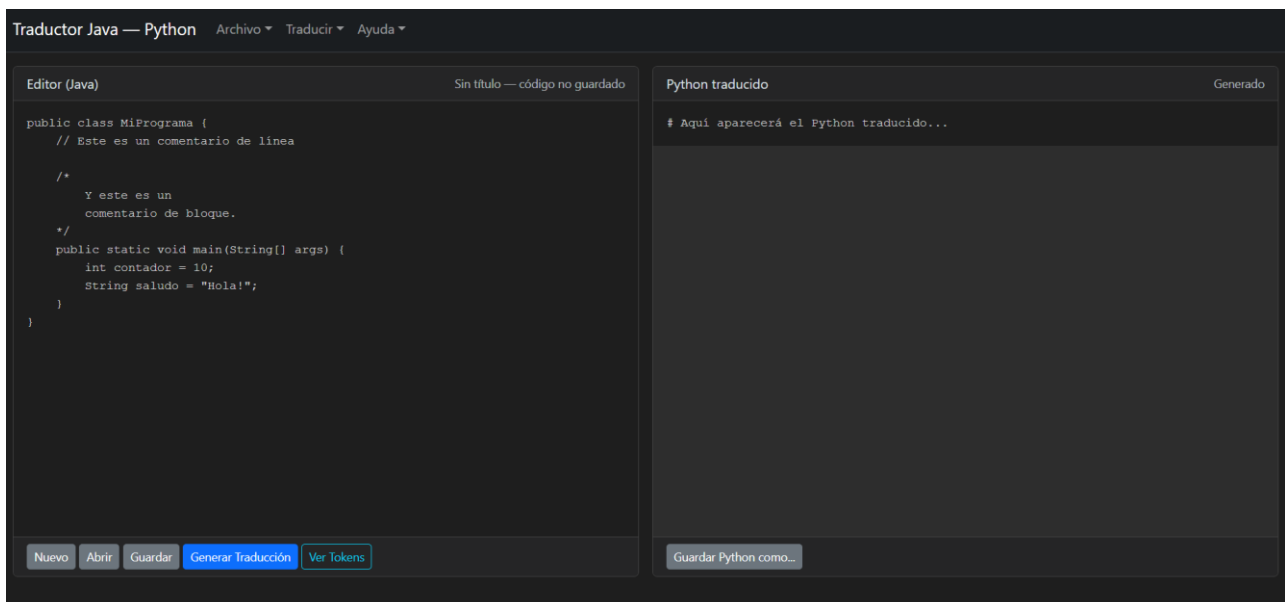 Traductor Java — Python Archivo Traducir Ayuda
Editor (Java) Sin título — código no guardado
public class MiPrograma {
    // Este es un comentario de línea
    /*
        Y este es un
        comentario de bloque.
    */
    public static void main(String[] args) {
        int contador = 10;
        String saludo = "Hola!";
    }
}
Nuevo Abrir Guardar Generar Traducción Ver Tokens
Python traducido Generado
# Aquí aparecerá el Python traducido...
Guardar Python como...